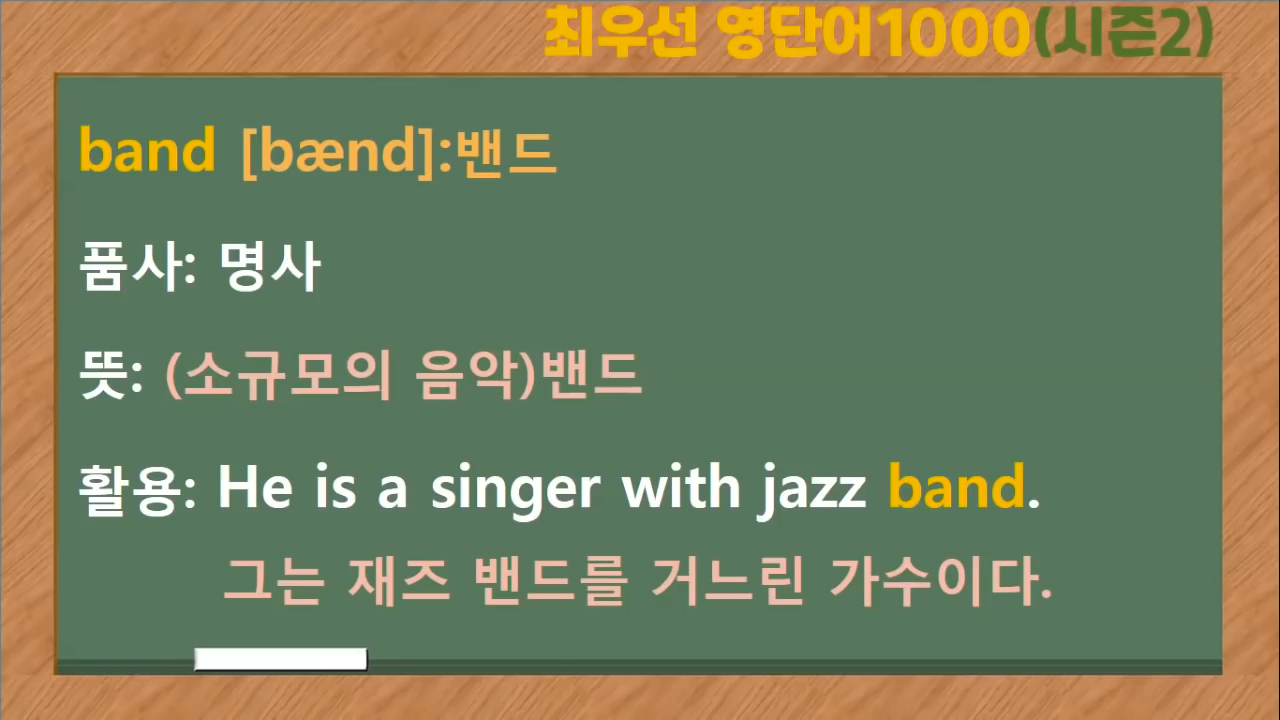 최우선 영단어1000(시즌2)
band [bænd]:밴드
품사: 명사
뜻: (소규모의 음악)밴드
활용: He is a singer with jazz band.
그는 재즈 밴드를 거느린 가수이다.